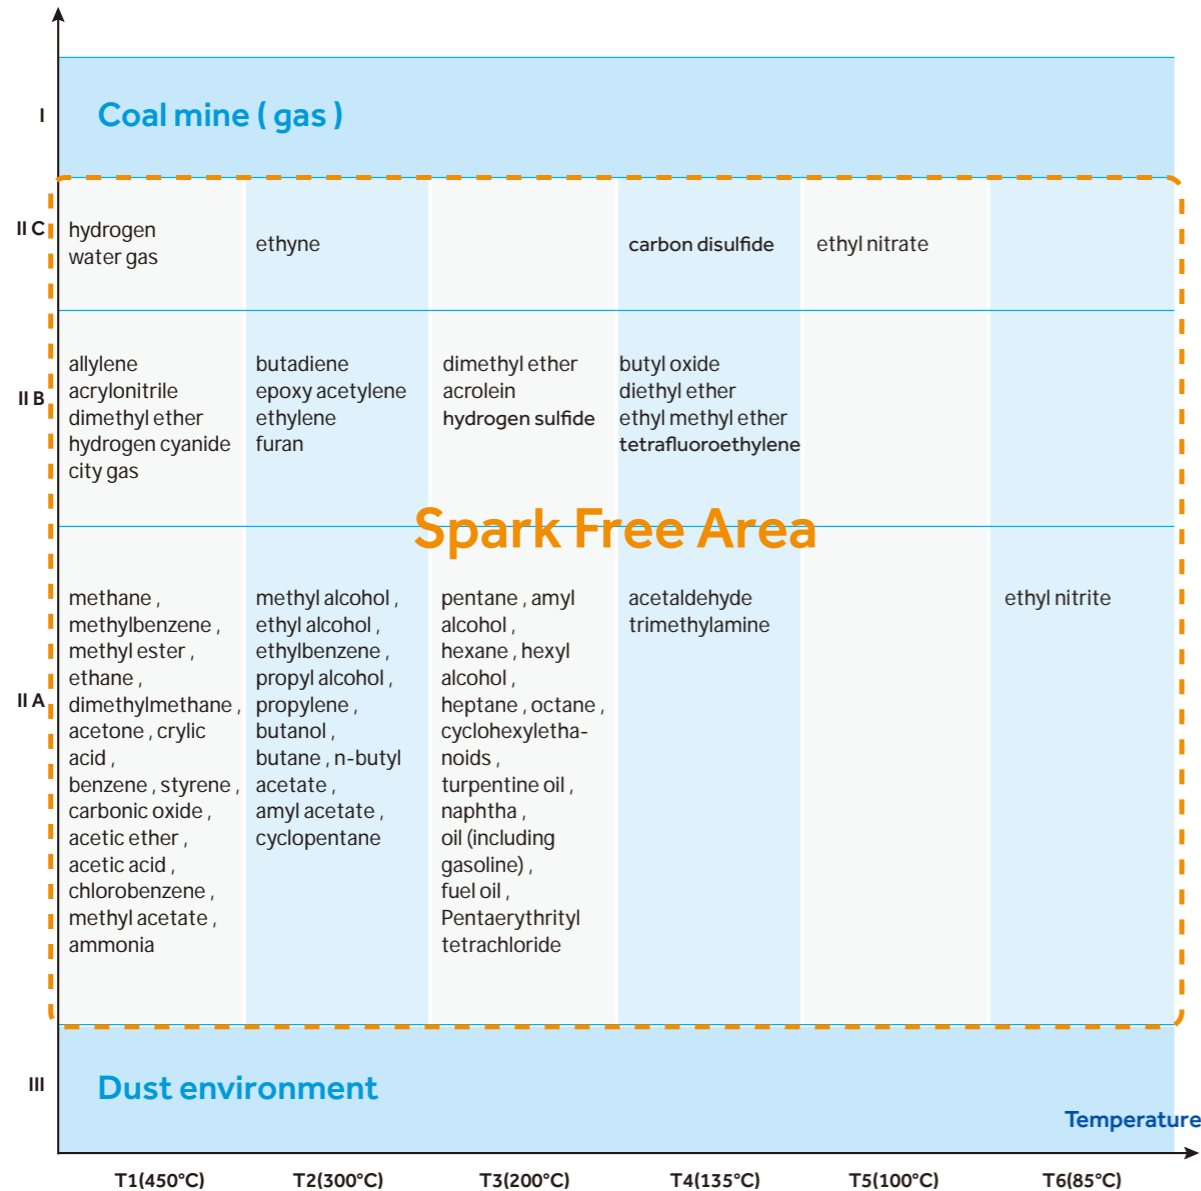 I
Coal mine ( gas )
II C
hydrogen
water gas
ethyne
carbon disulfide
ethyl nitrate
II B
allylene
acrylonitrile
dimethyl ether
hydrogen cyanide
city gas
butadiene
epoxy acetylene
ethylene
furan
dimethyl ether
acrolein
hydrogen sulfide
butyl oxide
diethyl ether
ethyl methyl ether
tetrafluoroethylene
Spark Free Area
II A
methane ,
methylbenzene ,
methyl ester ,
ethane ,
dimethylmethane ,
acetone , crylic
acid ,
benzene , styrene ,
carbonic oxide ,
acetic ether ,
acetic acid ,
chlorobenzene ,
methyl acetate ,
ammonia
methyl alcohol ,
ethyl alcohol ,
ethylbenzene ,
propyl alcohol ,
propylene ,
butanol ,
butane , n-butyl
acetate ,
amyl acetate ,
cyclopentane
pentane , amyl
alcohol ,
hexane , hexyl
alcohol ,
heptane , octane ,
cyclohexyletha-
noids ,
turpentine oil ,
naphtha ,
oil (including
gasoline) ,
fuel oil ,
Pentaerythrityl
tetrachloride
acetaldehyde
trimethylamine
ethyl nitrite
III
Dust environment
Temperature
T1(450°C)
T2(300°C)
T3(200°C)
T4(135°C)
T5(100°C)
T6(85°C)